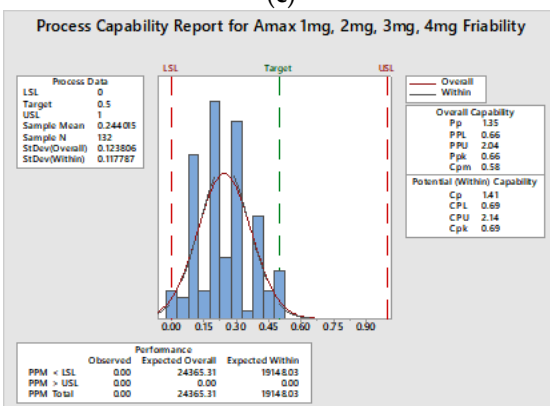 (c)
Process Capability Report for Amax 1mg, 2mg, 3mg, 4mg Friability
LSL Target USL
Process Data
LSL 0
Target 0.5
USL 1
Sample Mean 0.244015
Sample N 132
StDev(Overall) 0.123806
StDev(Within) 0.117787
Overall
Within
Overall Capability
Pp 1.35
PPL 0.66
PPU 2.04
Ppk 0.66
Cpm 0.58
Potential (Within) Capability
Cp 1.41
CPL 0.69
CPU 2.14
Cpk 0.69
0.00 0.15 0.30 0.45 0.60 0.75 0.90
Performance
Observed Expected Overall Expected Within
PPM < LSL 0.00 24365.31 19148.03
PPM > USL 0.00 0.00 0.00
PPM Total 0.00 24365.31 19148.03